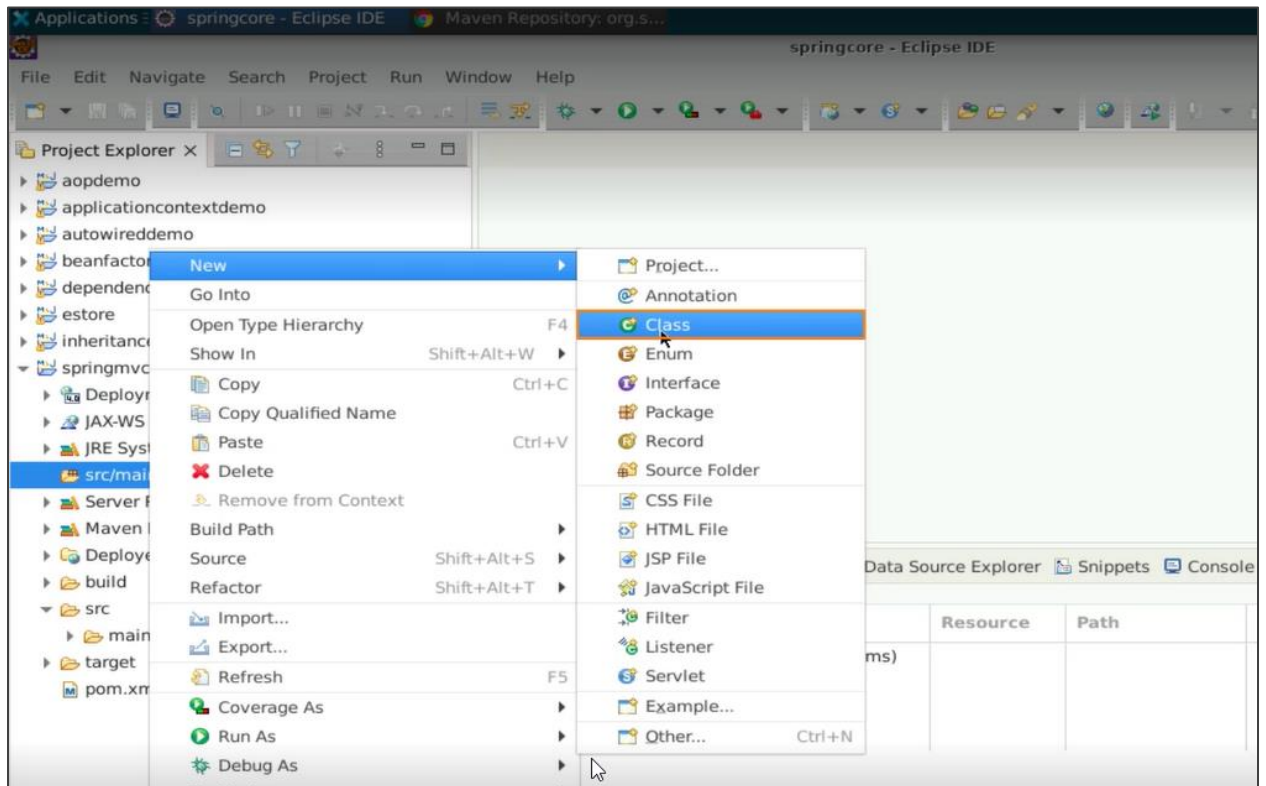 Applications springcore - Eclipse IDE Maven Repository: org.s...
springcore - Eclipse IDE
File Edit Navigate Search Project Run Window Help
Project Explorer
aopdemo
applicationcontextdemo
autowireddemo
beanfactor
dependenc
estore
inheritance
springmvc
Deployn
JAX-WS
JRE Syst
src/mai
Server R
Maven
Deploye
build
src
main
target
pom.xm
New
Go Into
Open Type Hierarchy F4
Show In Shift+Alt+W
Copy Ctrl+C
Copy Qualified Name
Paste Ctrl+V
Delete
Remove from Context
Build Path
Source Shift+Alt+S
Refactor Shift+Alt+T
Import...
Export...
Refresh F5
Coverage As
Run As
Debug As
Project...
Annotation
Class
Enum
Interface
Package
Record
Source Folder
CSS File
HTML File
JSP File
JavaScript File
Filter
Listener
Servlet
Example...
Other... Ctrl+N
Data Source Explorer Snippets Console
Resource Path
ms)